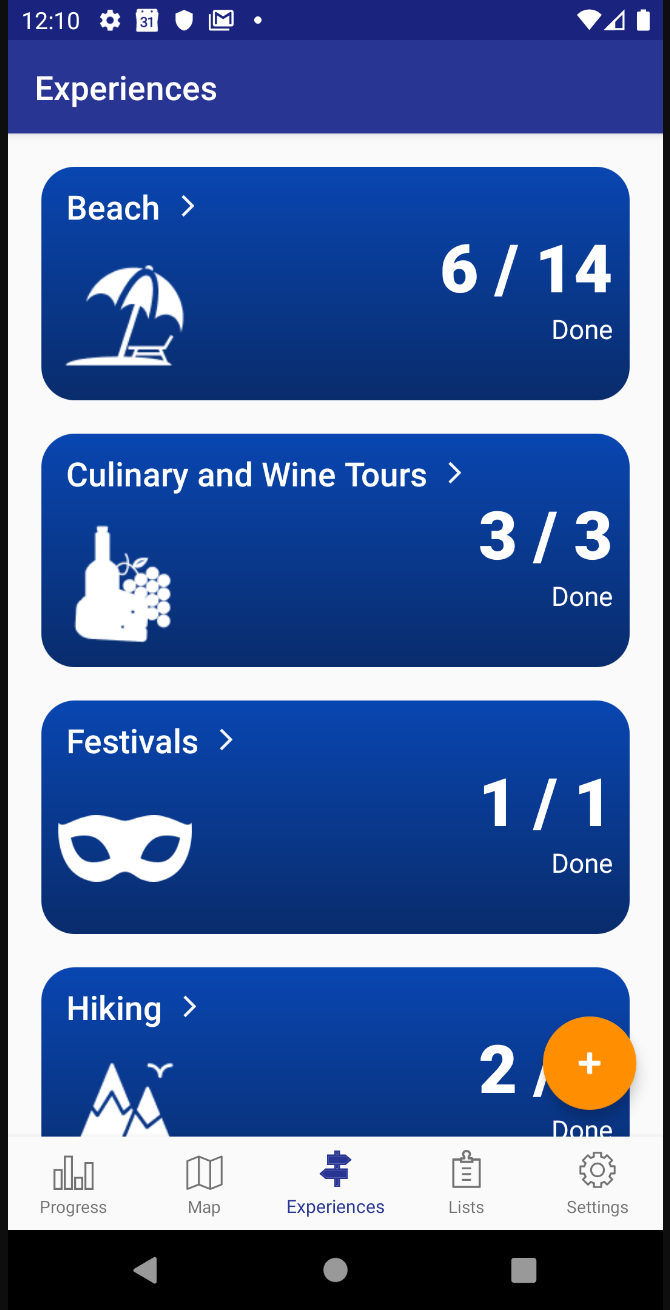 12:10
31
Experiences
Beach
6 / 14
Done
Culinary and Wine Tours
3 / 3
Done
Festivals
1 / 1
Done
Hiking
2 /
Done
Progress
Map
Experiences
Lists
Settings